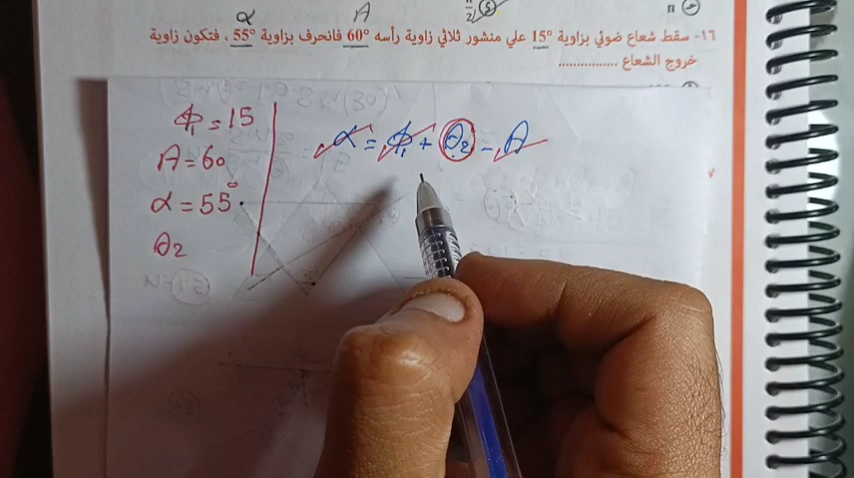 n
n/2
α
A
١٦- سقط شعاع ضوئي بزاوية 15° علي منشور ثلاثي زاوية رأسه 60° فانحرف بزاوية 55° ، فتكون زاوية
خروج الشعاع ................
ϕ₁ = 15
A = 60
α = 55°
θ₂
α = ϕ₁ + θ₂ - A